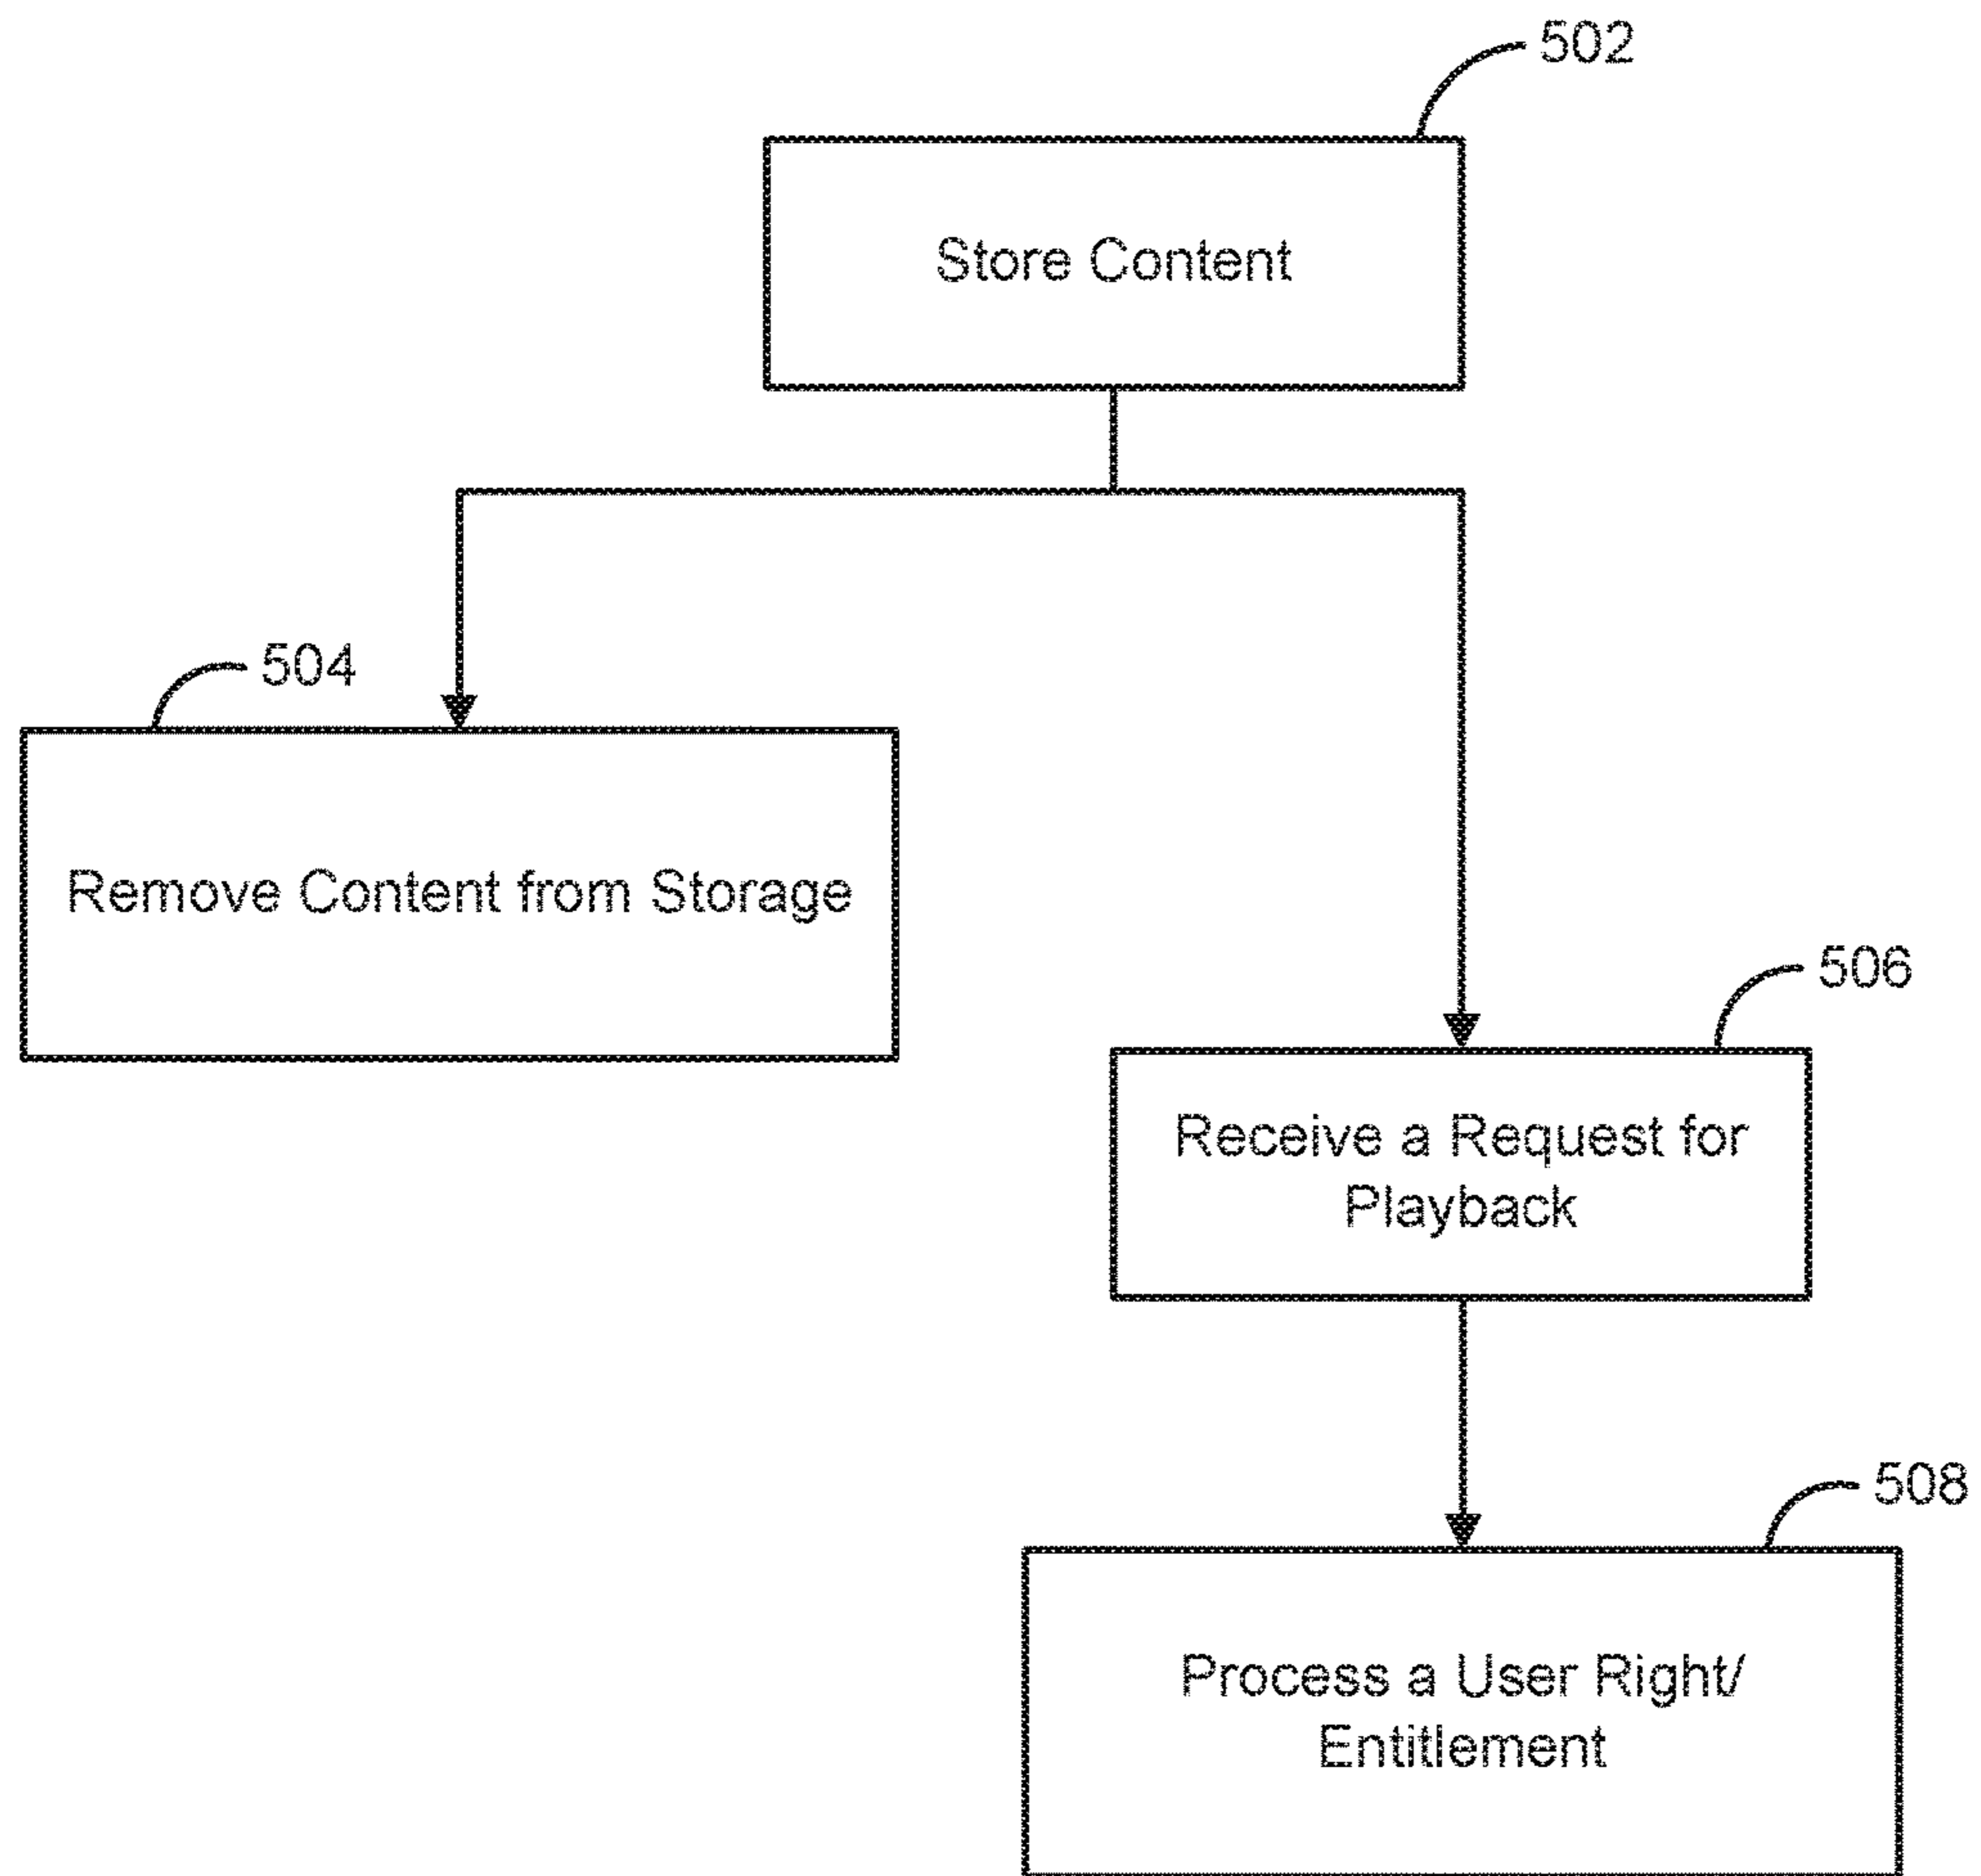 502
Store Content
504
Remove Content from Storage
506
Receive a Request for
Playback
508
Process a User Right/
Entitlement